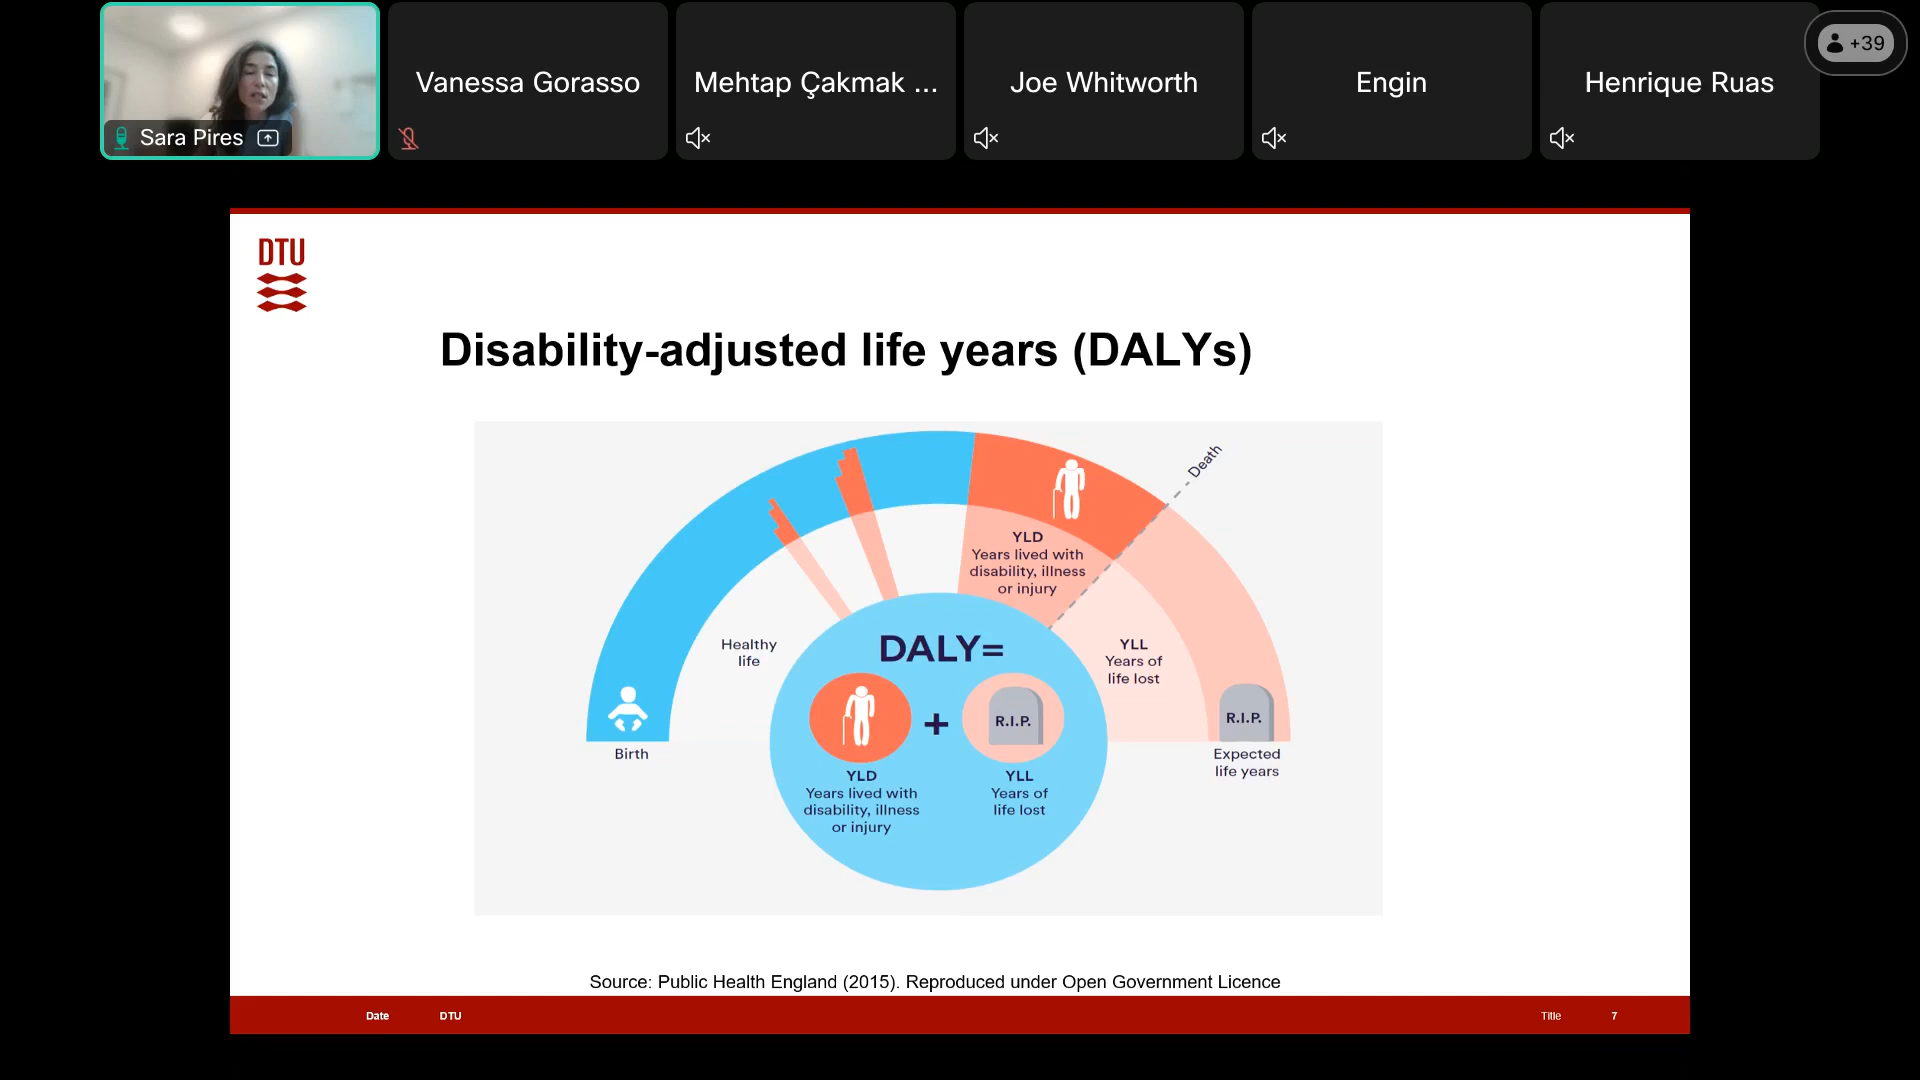 Sara Pires
Vanessa Gorasso
Mehtap Çakmak ...
Joe Whitworth
Engin
Henrique Ruas
+39
DTU
Disability-adjusted life years (DALYs)
Death
YLD
Years lived with
disability, illness
or injury
Healthy
life
YLL
Years of
life lost
DALY=
+
R.I.P.
R.I.P.
Birth
Expected
life years
YLD
Years lived with
disability, illness
or injury
YLL
Years of
life lost
Source: Public Health England (2015). Reproduced under Open Government Licence
Date
DTU
Title
7